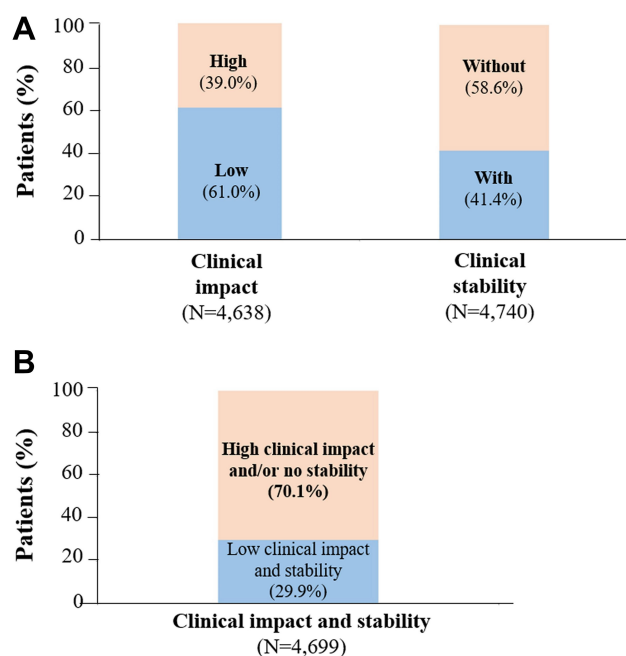 A
Patients (%)
100
80
60
40
20
0
High
(39.0%)
Low
(61.0%)
Without
(58.6%)
With
(41.4%)
Clinical
impact
(N=4,638)
Clinical
stability
(N=4,740)
B
Patients (%)
100
80
60
40
20
0
High clinical impact
and/or no stability
(70.1%)
Low clinical impact
and stability
(29.9%)
Clinical impact and stability
(N=4,699)